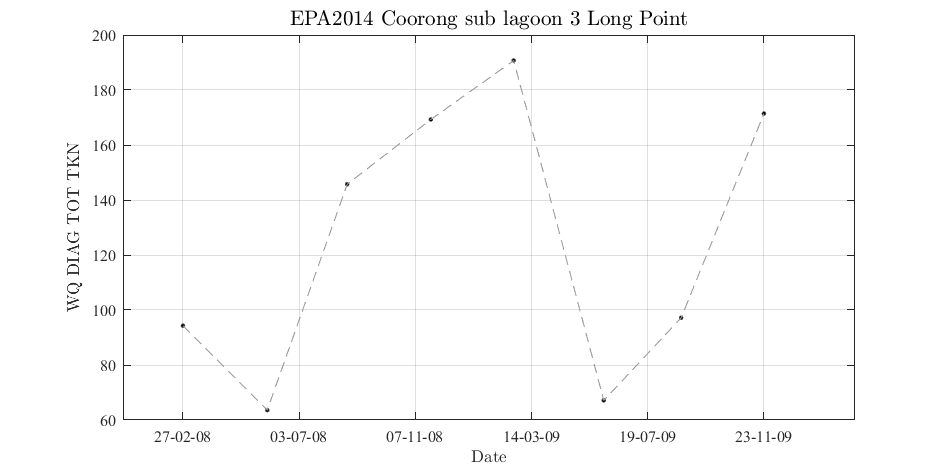 EPA2014 Coorong sub lagoon 3 Long Point
WQ DIAG TOT TKN
200
180
160
140
120
100
80
60
27-02-08 03-07-08 07-11-08 14-03-09 19-07-09 23-11-09
Date